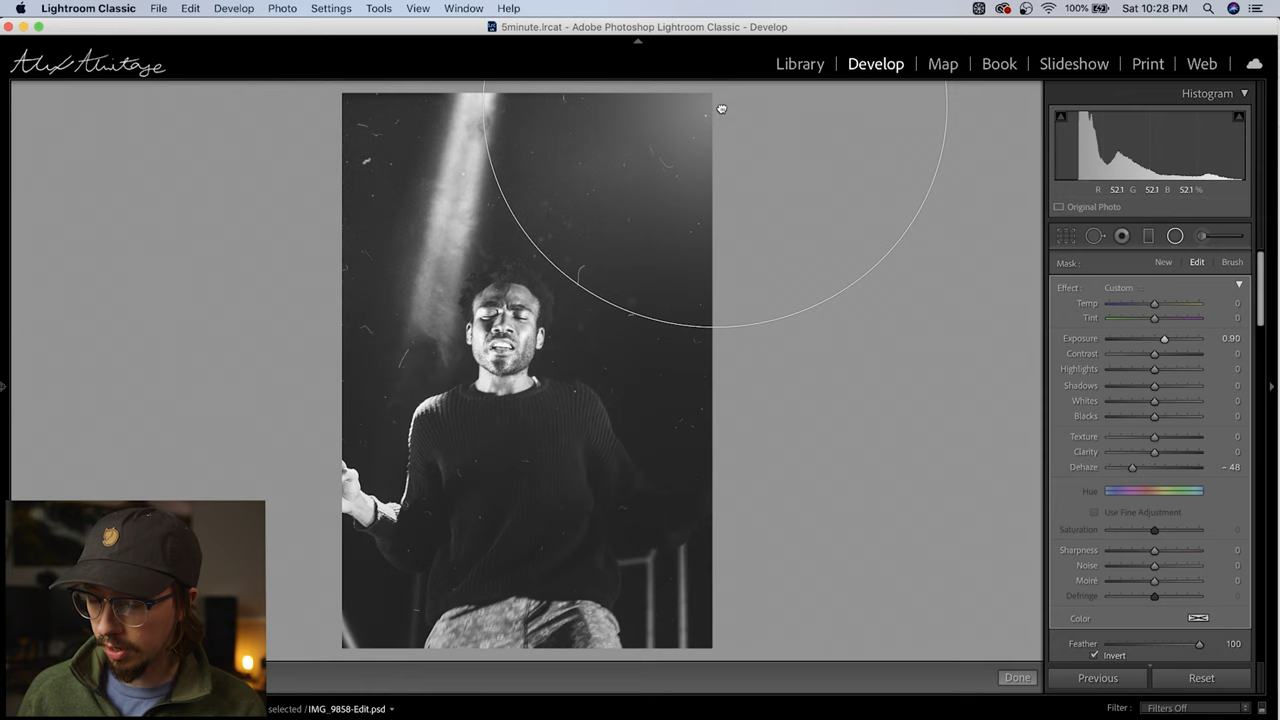 Lightroom Classic File Edit Develop Photo Settings Tools View Window Help 100% Sat 10:28 PM
5minute.lrcat - Adobe Photoshop Lightroom Classic - Develop
Alex Armitage
Library Develop Map Book Slideshow Print Web
Histogram
R 52.1 G 52.1 B 52.1 %
Original Photo
Mask : New Edit Brush
Effect : Custom
Temp 0
Tint 0
Exposure 0.90
Contrast 0
Highlights 0
Shadows 0
Whites 0
Blacks 0
Texture 0
Clarity 0
Dehaze – 48
Hue
Use Fine Adjustment
Saturation 0
Sharpness 0
Noise 0
Moiré 0
Defringe 0
Color
Feather 100
Invert
Done
Previous Reset
selected / IMG_9858-Edit.psd
Filter : Filters Off